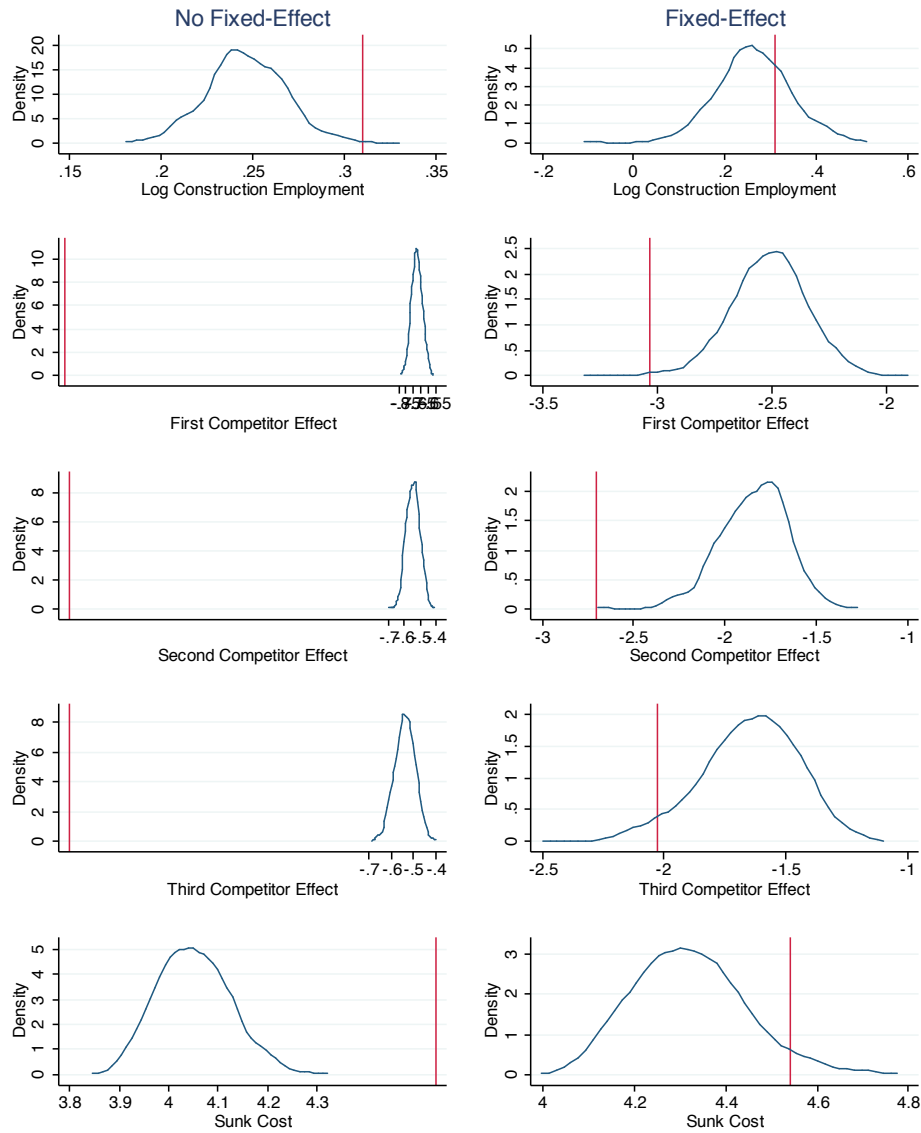 No Fixed-Effect
Fixed-Effect
Density
0 5 10 15 20
.15 .2 .25 .3 .35
Log Construction Employment
Density
0 1 2 3 4 5
-.2 0 .2 .4 .6
Log Construction Employment
Density
0 2 4 6 8 10
First Competitor Effect
Density
0 .5 1 1.5 2 2.5
-3.5 -3 -2.5 -2
First Competitor Effect
Density
0 2 4 6 8
-.7 -.6 -.5 -.4
Second Competitor Effect
Density
0 .5 1 1.5 2
-3 -2.5 -2 -1.5 -1
Second Competitor Effect
Density
0 2 4 6 8
-.7 -.6 -.5 -.4
Third Competitor Effect
Density
0 .5 1 1.5 2
-2.5 -2 -1.5 -1
Third Competitor Effect
Density
0 1 2 3 4 5
3.8 3.9 4 4.1 4.2 4.3
Sunk Cost
Density
0 1 2 3
4 4.2 4.4 4.6 4.8
Sunk Cost